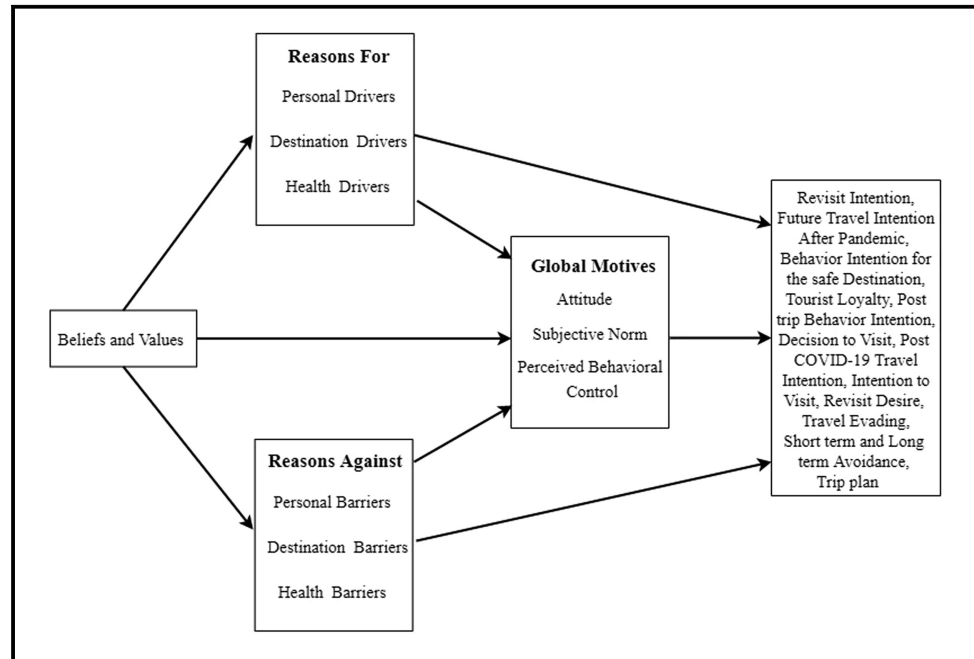 Reasons For
Personal Drivers
Destination Drivers
Health Drivers
Beliefs and Values
Global Motives
Attitude
Subjective Norm
Perceived Behavioral
Control
Reasons Against
Personal Barriers
Destination Barriers
Health Barriers
Revisit Intention,
Future Travel Intention
After Pandemic,
Behavior Intention for
the safe Destination,
Tourist Loyalty, Post
trip Behavior Intention,
Decision to Visit, Post
COVID-19 Travel
Intention, Intention to
Visit, Revisit Desire,
Travel Evading,
Short term and Long
term Avoidance,
Trip plan